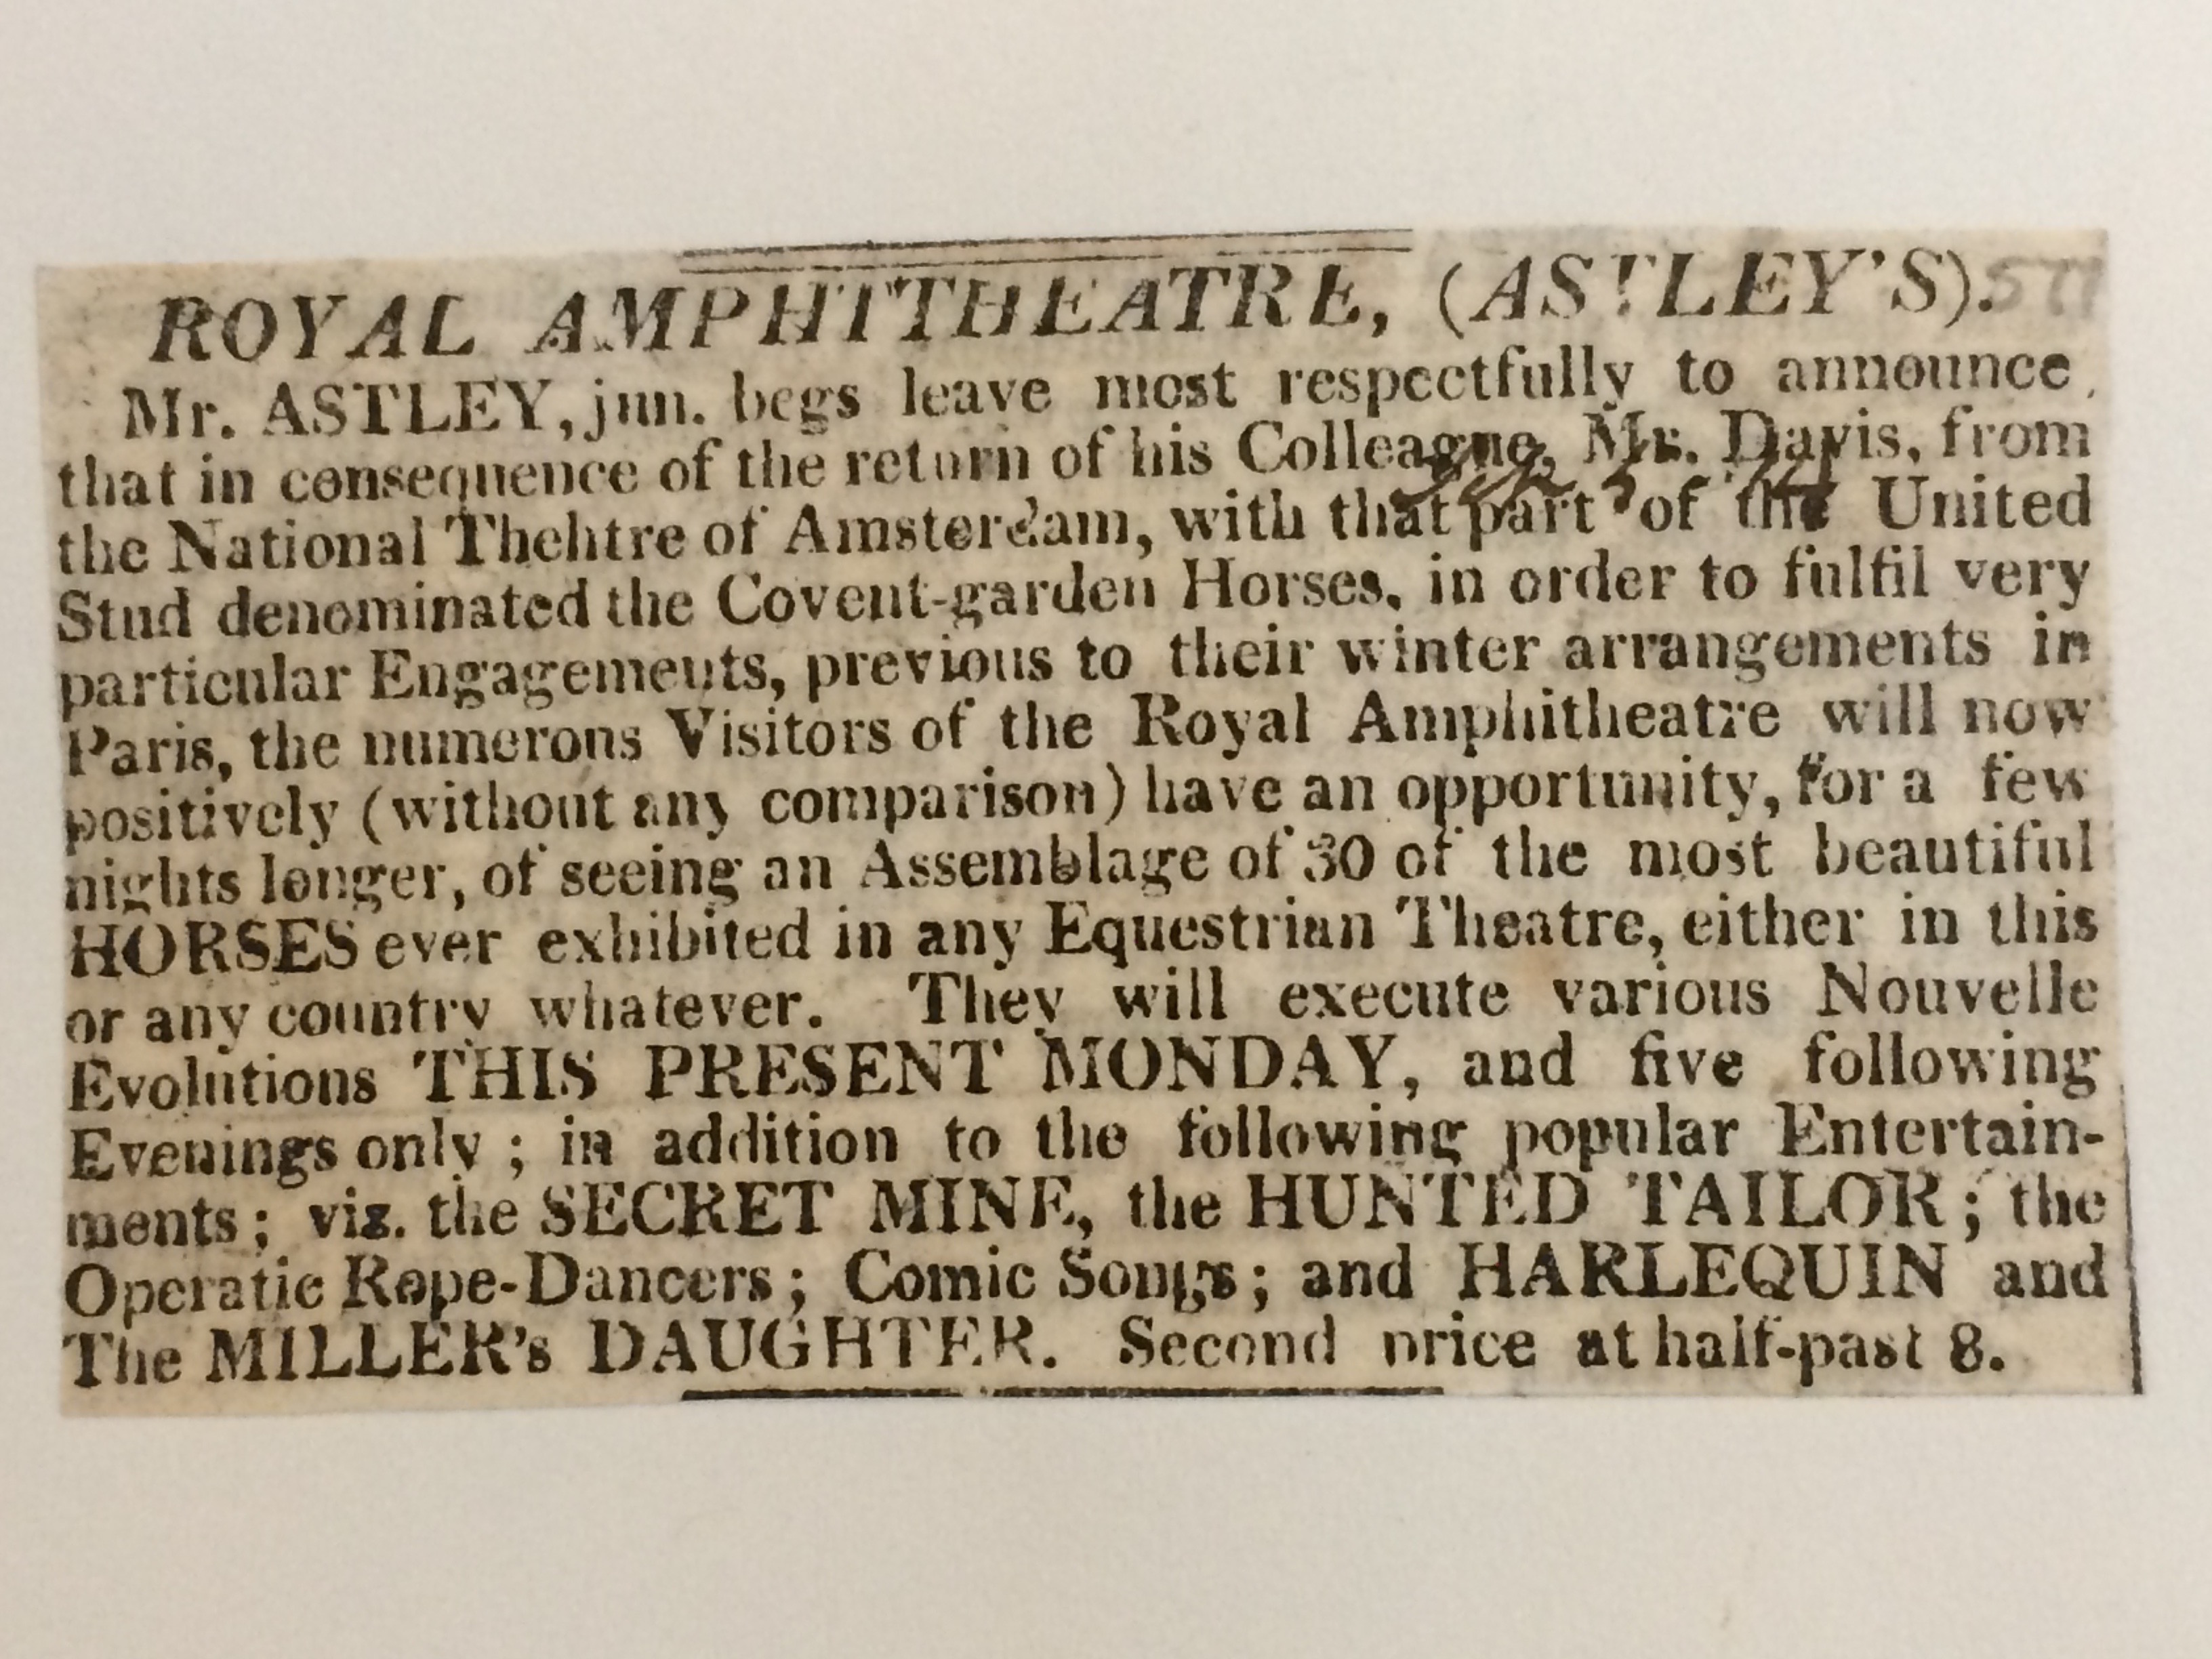 ROYAL AMPHITHEATRE, (ASTLEY'S).
Mr. ASTLEY, jun. begs leave most respectfully to announce,
that in consequence of the return of his Colleague, Mr. Davis, from
the National Thehtre of Amsterdam, with that part of the United
Stud denominated the Covent-garden Horses, in order to fulfil very
particular Engagements, previous to their winter arrangements in
Paris, the numerous Visitors of the Royal Amphitheatre will now
positively (without any comparison) have an opportunity, for a few
nights longer, of seeing an Assemblage of 30 of the most beautiful
HORSES ever exhibited in any Equestrian Theatre, either in this
or any country whatever. They will execute various Nouvelle
Evolutions THIS PRESENT MONDAY, and five following
Evenings only; in addition to the following popular Entertain-
ments; viz. the SECRET MINE, the HUNTED TAILOR; the
Operatic Rope-Dancers; Comic Songs; and HARLEQUIN and
The MILLER's DAUGHTER. Second price at half-past 8.